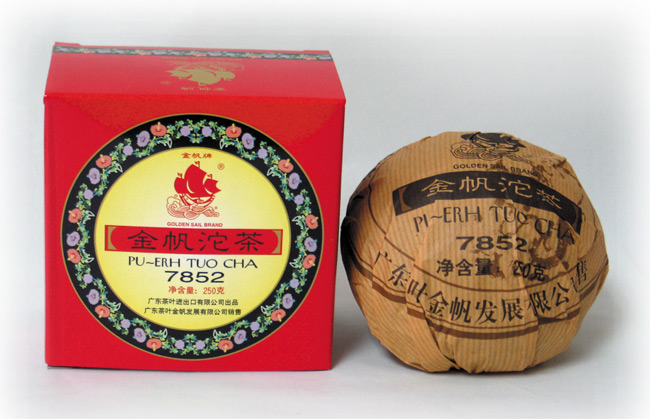 金帆牌
®
GOLDEN SAIL BRAND
金帆沱茶
PU~ERH TUO CHA
7852
净含量：250克
广东茶叶进出口有限公司出品
广东茶叶金帆发展有限公司销售
GOLDEN SAIL BRAND
金帆沱茶
PU~ERH TUO CHA
7852
净含量：250克
广东叶金帆发展 限公 售